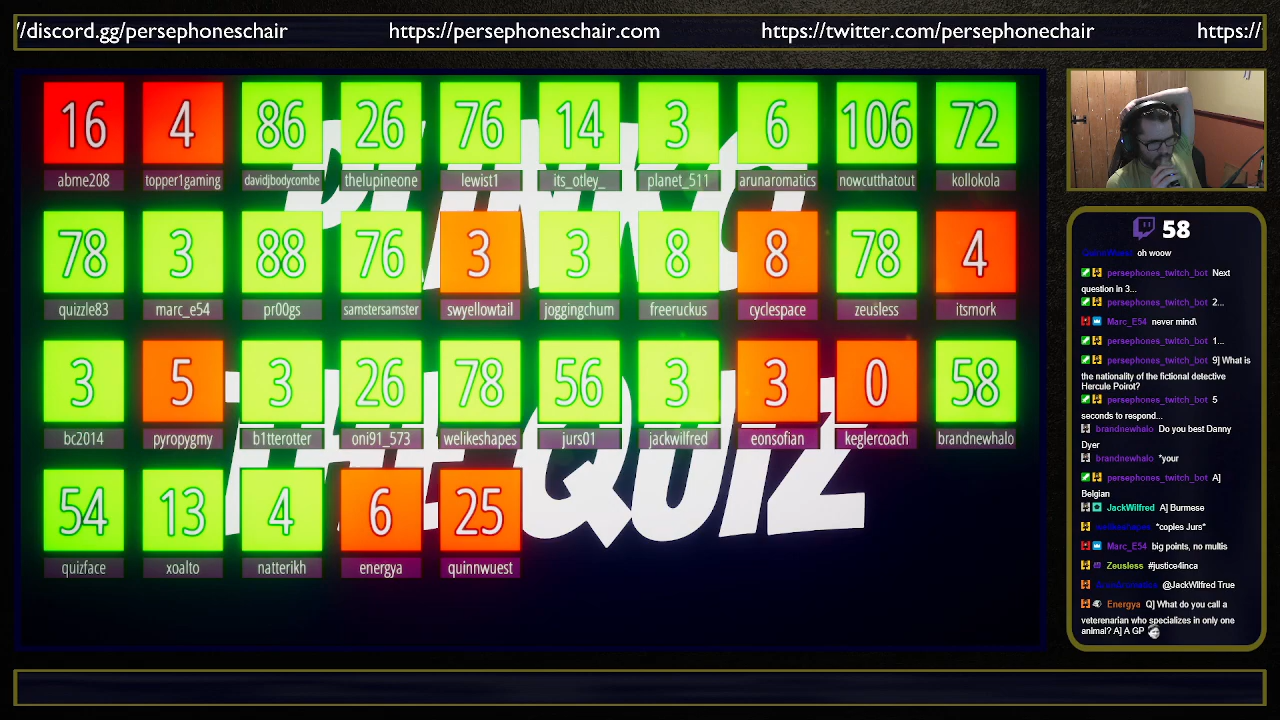 //discord.gg/persephoneschair https://persephoneschair.com https://twitter.com/persephonechair https:/
16 4 86 26 76 14 3 6 106 72
abme208 topper1gaming davidjbodycombe thelupineone lewist1 its_otley_ planet_511 arunaromatics nowcutthatout kollokola
78 3 88 76 3 3 8 8 78 4
quizzle83 marc_e54 pr00gs samstersamster swyellowtail joggingchum freeruckus cyclespace zeusless itsmork
3 5 3 26 78 56 3 3 0 58
bc2014 pyropygmy b1tterotter oni91_573 welikeshapes jurs01 jackwilfred eonsofian keglercoach brandnewhalo
54 13 4 6 25
quizface xoalto natterikh energya quinnwuest
THE QUIZ
58
QuinnWuest oh woow
persephones_twitch_bot Next
question in 3...
persephones_twitch_bot 2...
Marc_E54 never mind\
persephones_twitch_bot 1...
persephones_twitch_bot 9] What is
the nationality of the fictional detective
Hercule Poirot?
persephones_twitch_bot 5
seconds to respond...
brandnewhalo Do you best Danny
Dyer
brandnewhalo *your
persephones_twitch_bot A]
Belgian
JackWilfred A] Burmese
welikeshapes *copies Jurs*
Marc_E54 big points, no multis
Zeusless #justice4inca
ArunAromatics @JackWilfred True
Energya Q] What do you call a
veterenarian who specializes in only one
animal? A] A GP